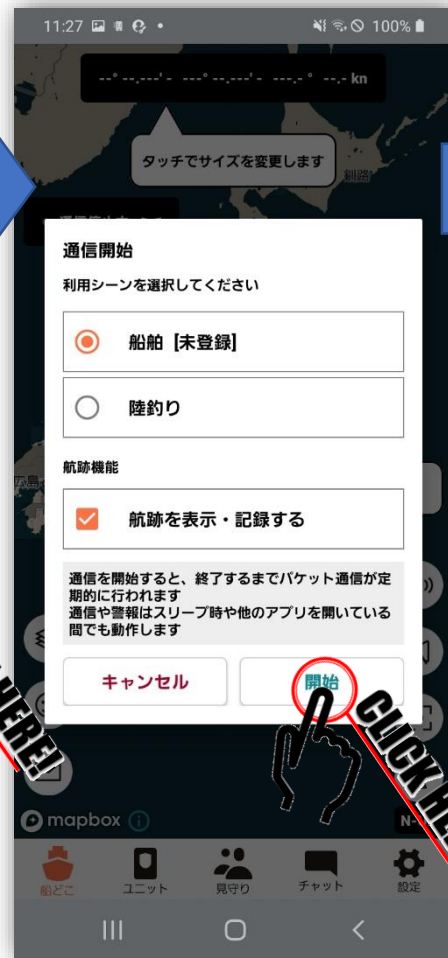 11:27
100%
--°--.---'- ---°--.---'- ---.-° --.- kn
タッチでサイズを変更します
釧路
通信開始
利用シーンを選択してください
船舶 [未登録]
陸釣り
広島
航跡機能
航跡を表示・記録する
通信を開始すると、終了するまでパケット通信が定
期的に行われます
通信や警報はスリープ時や他のアプリを開いている
間でも動作します
キャンセル
開始
HERE!
CLICK HE
mapbox
N-
船どこ
ユニット
見守り
チャット
設定